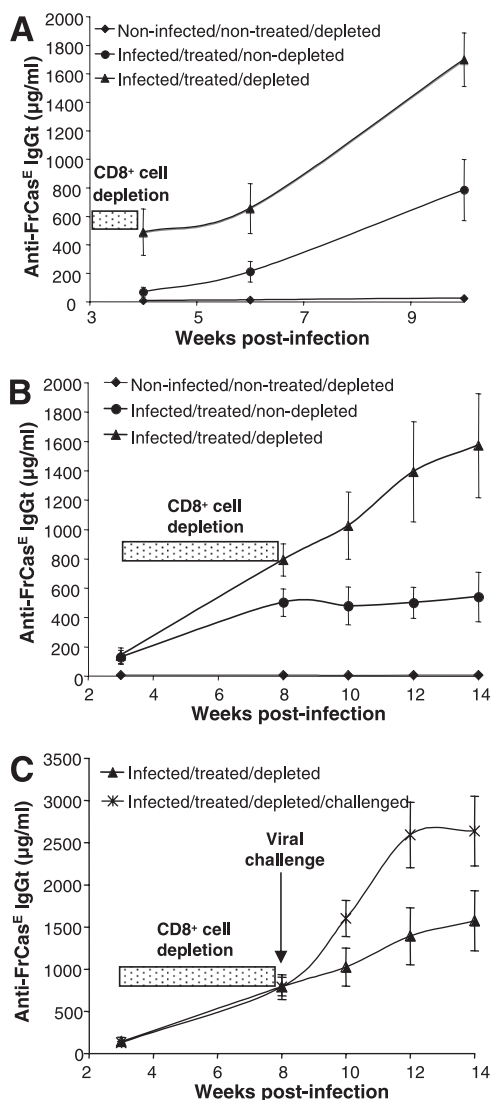 A
2000
1800
1600
1400
1200
1000
800
600
400
200
0
Anti-FrCasᴱ IgGt (µg/ml)
Non-infected/non-treated/depleted
Infected/treated/non-depleted
Infected/treated/depleted
CD8⁺ cell
depletion
3 5 7 9
Weeks post-infection
B
2000
1800
1600
1400
1200
1000
800
600
400
200
0
Anti-FrCasᴱ IgGt (µg/ml)
Non-infected/non-treated/depleted
Infected/treated/non-depleted
Infected/treated/depleted
CD8⁺ cell
depletion
2 4 6 8 10 12 14
Weeks post-infection
C
3500
3000
2500
2000
1500
1000
500
0
Anti-FrCasᴱ IgGt (µg/ml)
Infected/treated/depleted
Infected/treated/depleted/challenged
Viral
challenge
CD8⁺ cell
depletion
2 4 6 8 10 12 14
Weeks post-infection